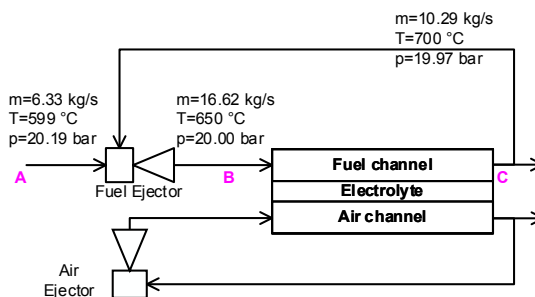 m=10.29 kg/s
T=700 °C
p=19.97 bar
m=6.33 kg/s
T=599 °C
p=20.19 bar
m=16.62 kg/s
T=650 °C
p=20.00 bar
A
Fuel Ejector
B
Fuel channel
C
Electrolyte
Air channel
Air
Ejector